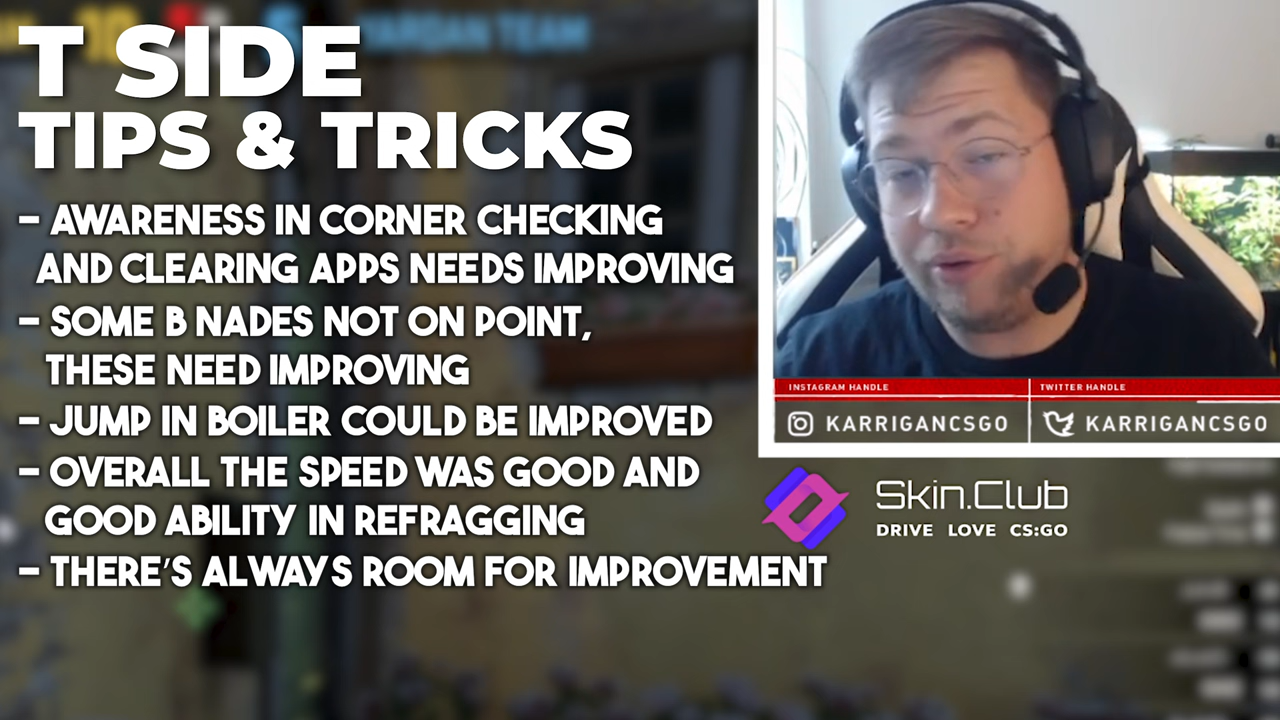 T SIDE
TIPS & TRICKS
- AWARENESS IN CORNER CHECKING
AND CLEARING APPS NEEDS IMPROVING
- SOME B NADES NOT ON POINT,
THESE NEED IMPROVING
- JUMP IN BOILER COULD BE IMPROVED
- OVERALL THE SPEED WAS GOOD AND
GOOD ABILITY IN REFRAGGING
- THERE'S ALWAYS ROOM FOR IMPROVEMENT
INSTAGRAM HANDLE
KARRIGANCSGO
TWITTER HANDLE
KARRIGANCSGO
Skin.Club
DRIVE LOVE CS:GO
TEAM